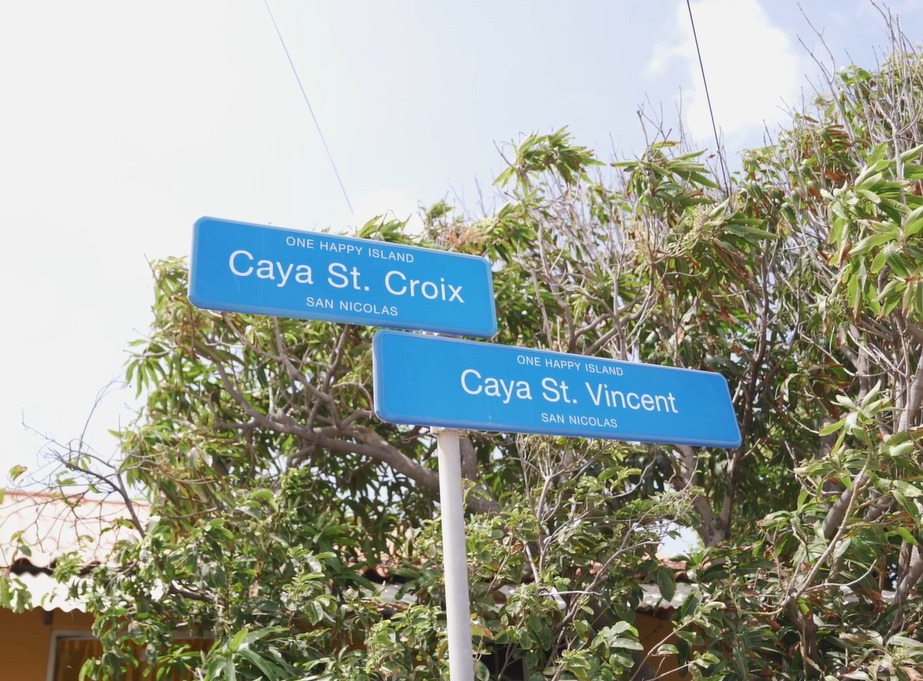 ONE HAPPY ISLAND
Caya St. Croix
SAN NICOLAS
ONE HAPPY ISLAND
Caya St. Vincent
SAN NICOLAS